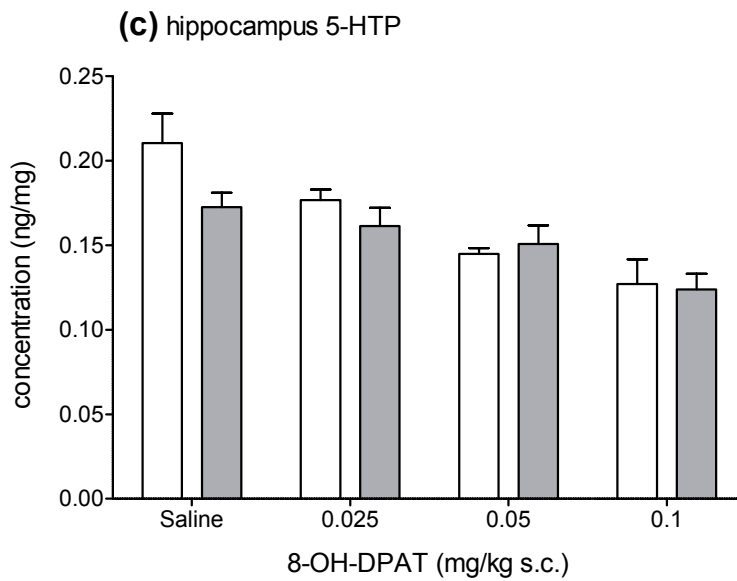 (c) hippocampus 5-HTP
0.25
0.20
0.15
0.10
0.05
0.00
concentration (ng/mg)
Saline 0.025 0.05 0.1
8-OH-DPAT (mg/kg s.c.)